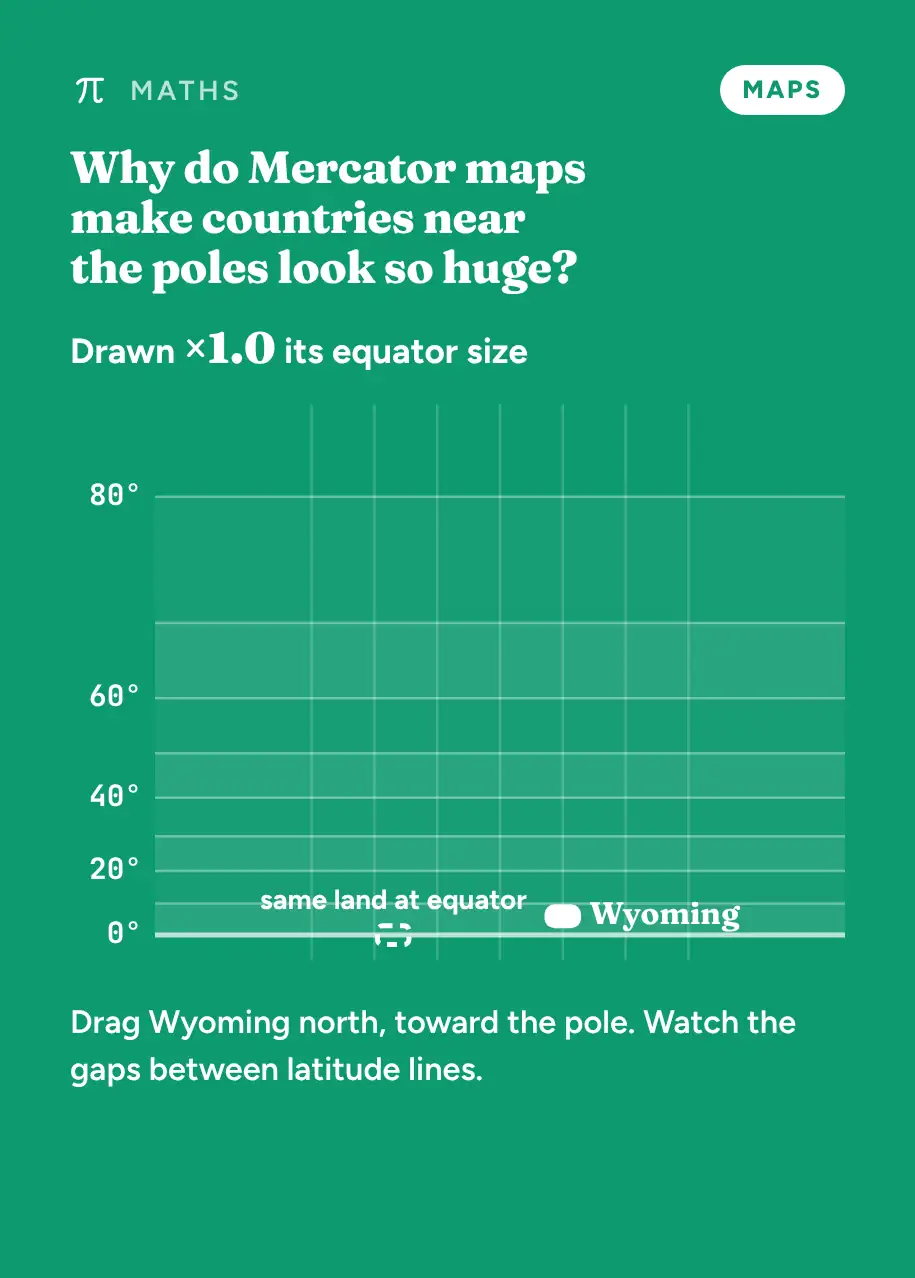 π MATHS
MAPS
Why do Mercator maps
make countries near
the poles look so huge?
Drawn ×1.0 its equator size
80°
60°
40°
20°
same land at equator
Wyoming
0°
Drag Wyoming north, toward the pole. Watch the
gaps between latitude lines.